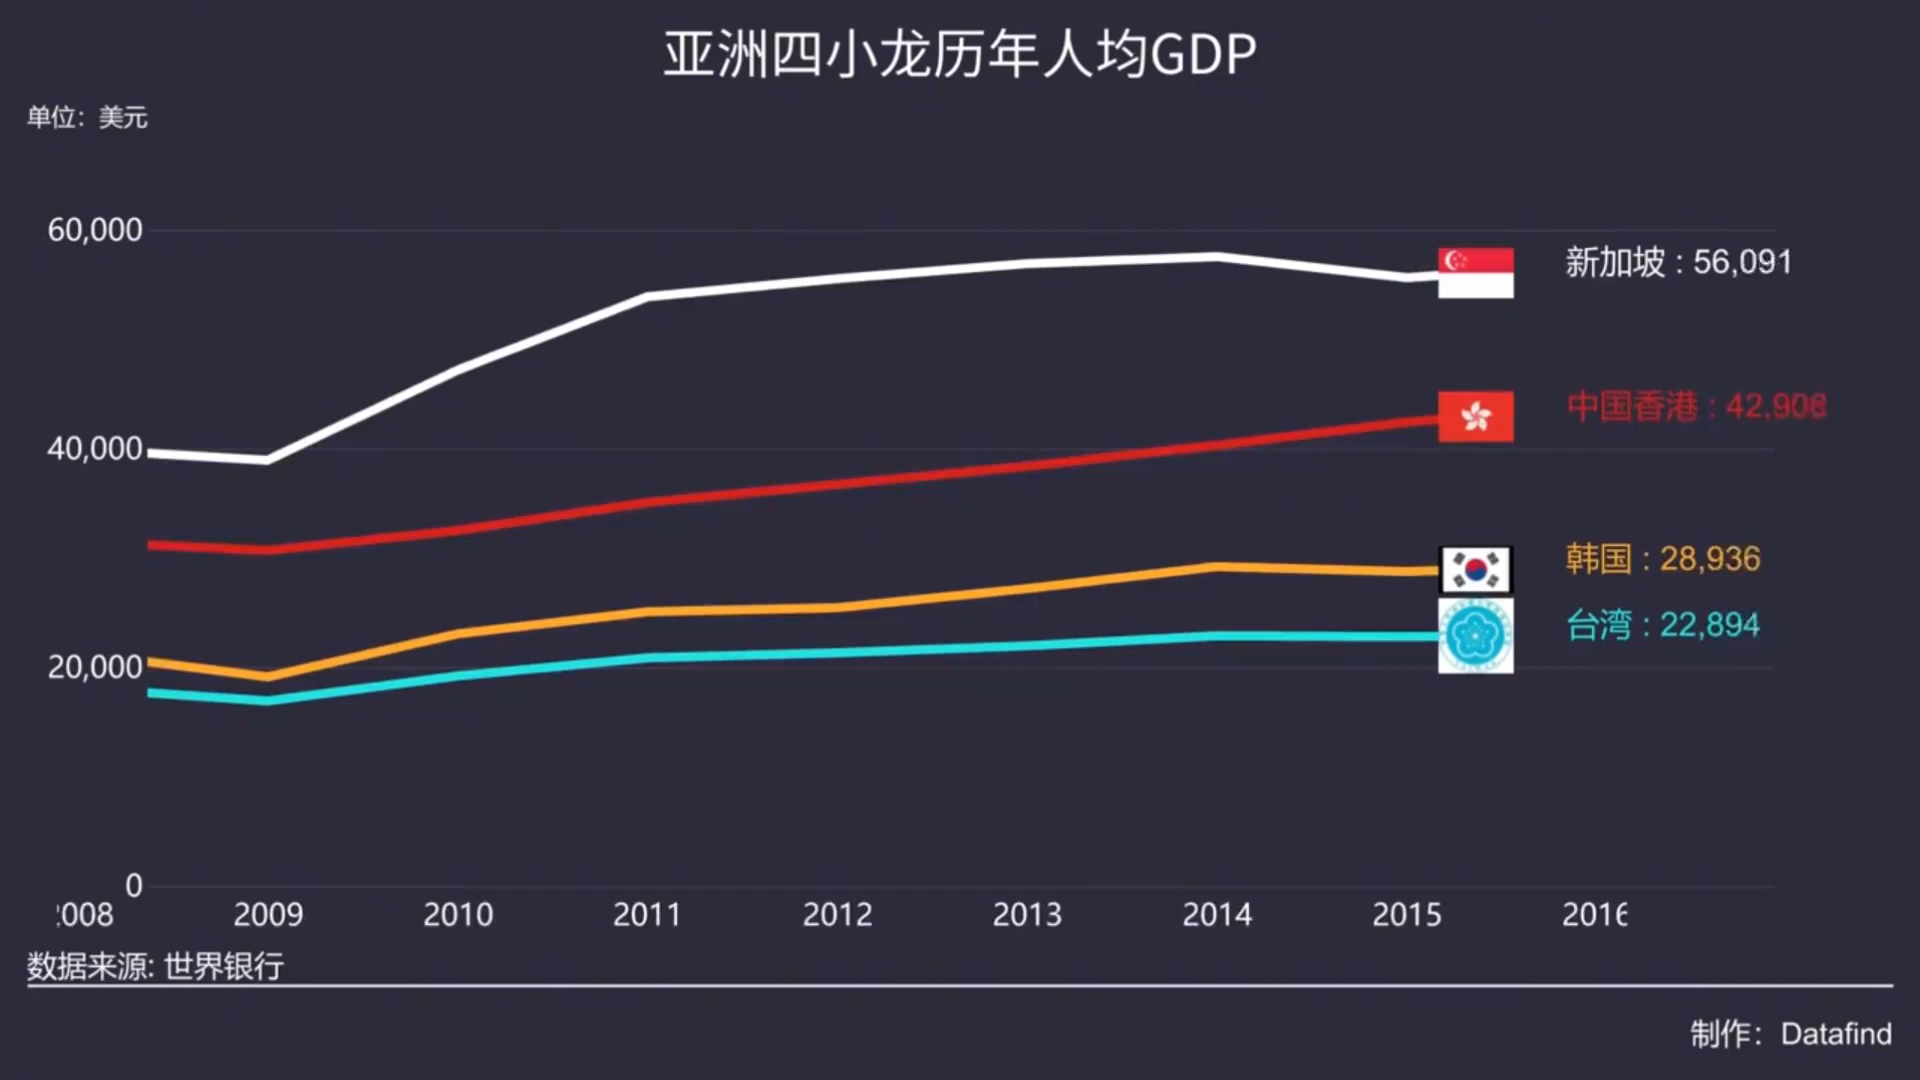 亚洲四小龙历年人均GDP
单位：美元
60,000
新加坡 : 56,091
中国香港 :
40,000
韩国 : 28,936
台湾 : 22,894
20,000
0
008 2009 2010 2011 2012 2013 2014 2015 2016
数据来源: 世界银行
制作：Datafind